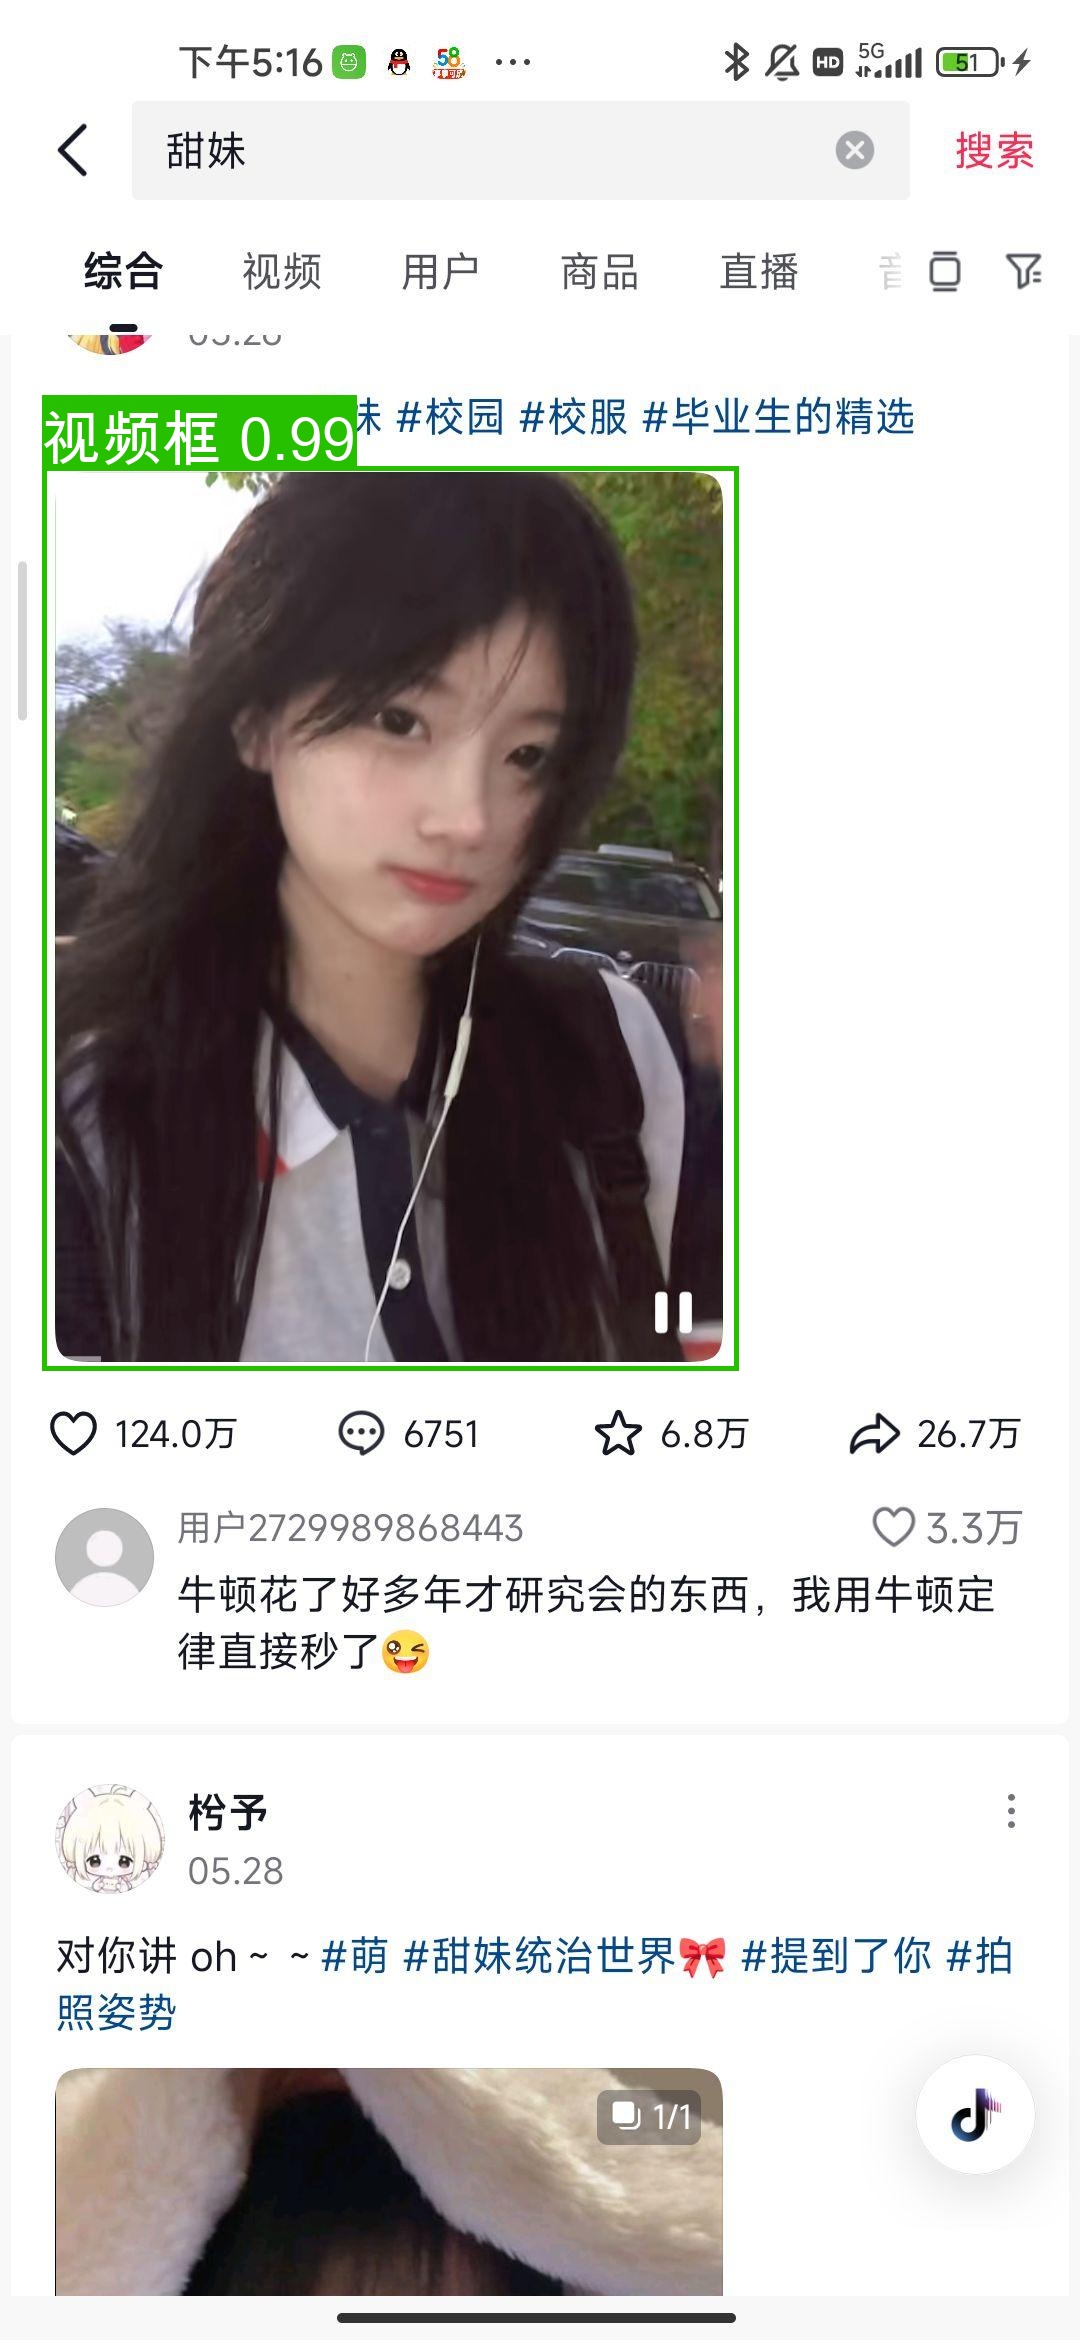 下午5:16 58 ··· HD 5G 51
甜妹 搜索
综合 视频 用户 商品 直播
05.28
视频框 0.99 妹 #校园 #校服 #毕业生的精选
124.0万 6751 6.8万 26.7万
用户2729989868443 3.3万
牛顿花了好多年才研究会的东西，我用牛顿定
律直接秒了😜
枍予
05.28
对你讲 oh ~ ~ #萌 #甜妹统治世界🎀 #提到了你 #拍
照姿势
1/1